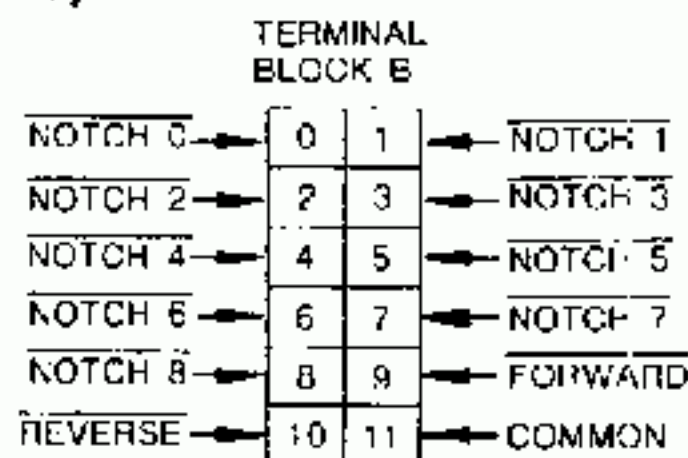 TERMINAL
BLOCK B
NOTCH 0 0 1 NOTCH 1
NOTCH 2 2 3 NOTCH 3
NOTCH 4 4 5 NOTCH 5
NOTCH 6 6 7 NOTCH 7
NOTCH 8 8 9 FORWARD
REVERSE 10 11 COMMON